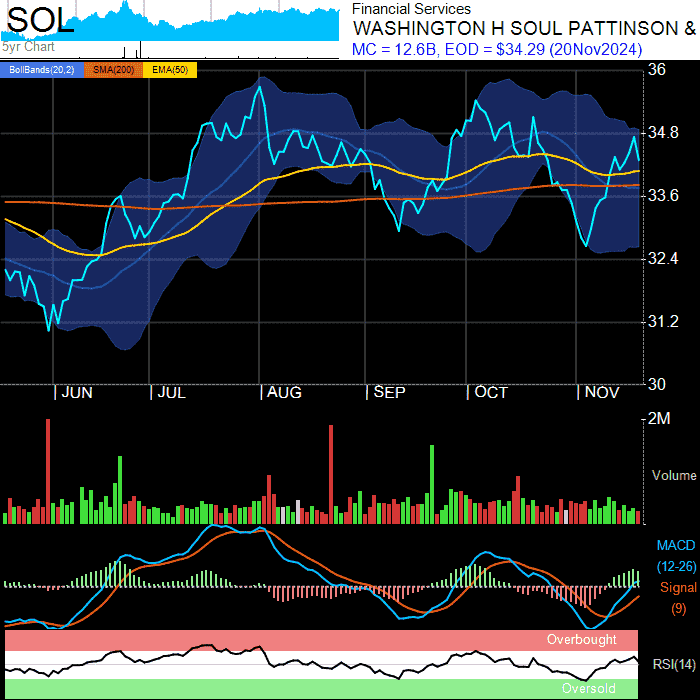 SOL
5yr Chart
Financial Services
WASHINGTON H SOUL PATTINSON &
MC = 12.6B, EOD = $34.29 (20Nov2024)
BollBands(20,2) SMA(200) EMA(50)
36
34.8
33.6
32.4
31.2
30
JUN JUL AUG SEP OCT NOV
2M
Volume
MACD
(12-26)
Signal
(9)
Overbought
RSI(14)
Oversold